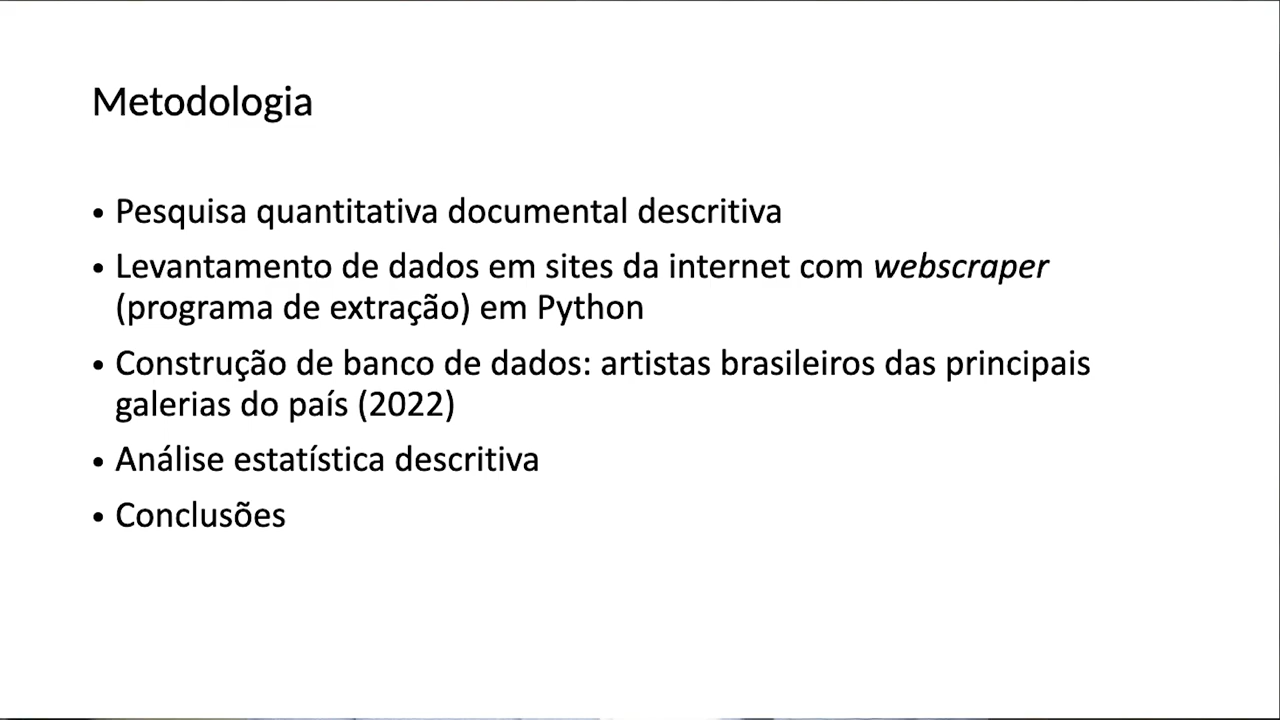 Metodologia
• Pesquisa quantitativa documental descritiva
• Levantamento de dados em sites da internet com webscraper
(programa de extração) em Python
• Construção de banco de dados: artistas brasileiros das principais
galerias do país (2022)
• Análise estatística descritiva
• Conclusões